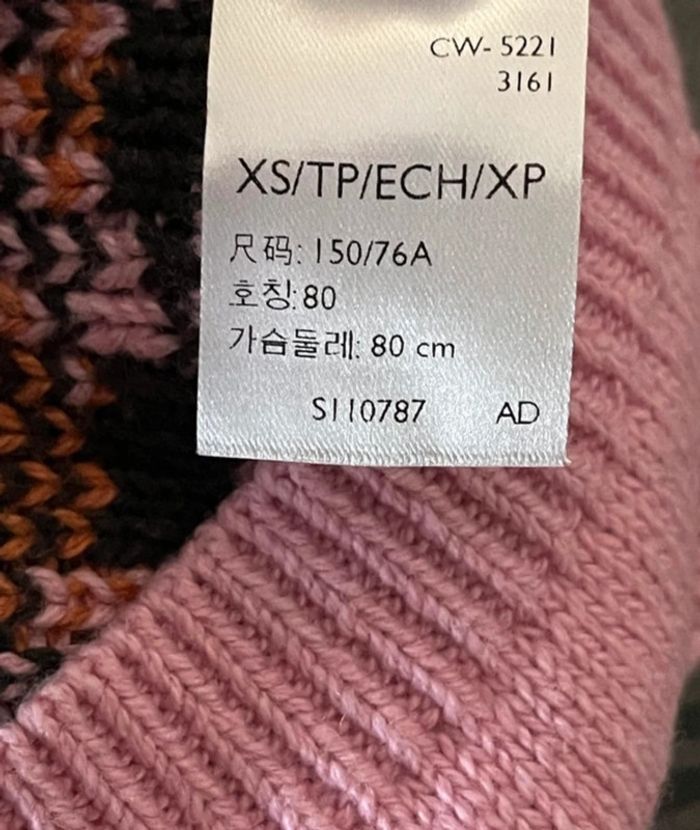 CW- 5221
3161
XS/TP/ECH/XP
尺码: 150/76A
호칭:80
가슴둘레: 80 cm
S110787 AD